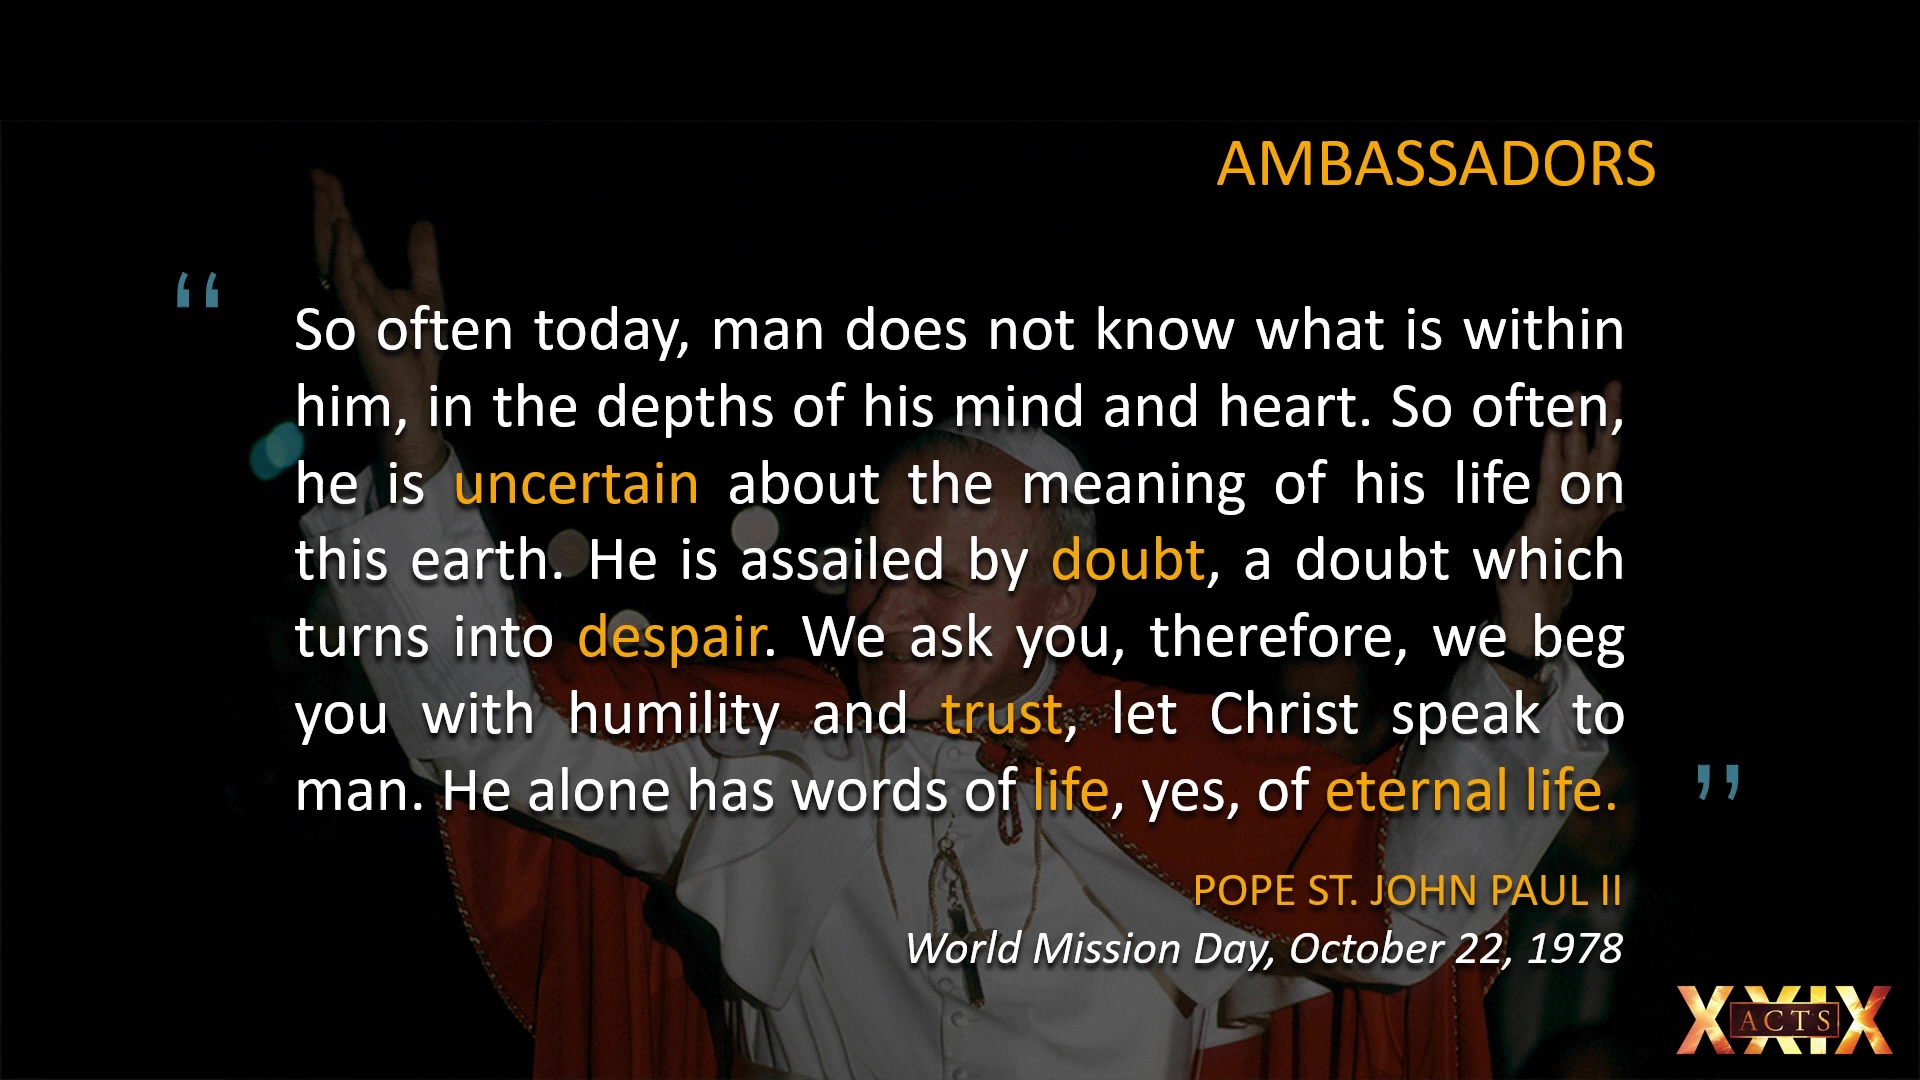 AMBASSADORS
“
So often today, man does not know what is within
him, in the depths of his mind and heart. So often,
he is uncertain about the meaning of his life on
this earth. He is assailed by doubt, a doubt which
turns into despair. We ask you, therefore, we beg
you with humility and trust, let Christ speak to
man. He alone has words of life, yes, of eternal life.
”
POPE ST. JOHN PAUL II
World Mission Day, October 22, 1978
XXIX
ACTS